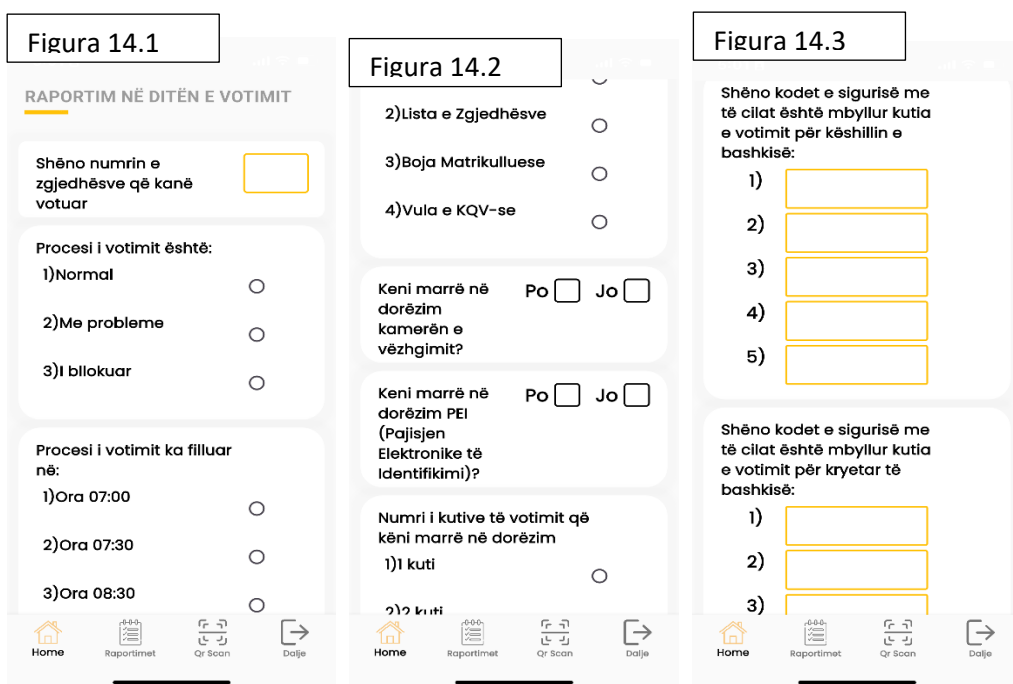 Figura 14.1
RAPORTIM NË DITËN E VOTIMIT
Shëno numrin e
zgjedhësve që kanë
votuar
Procesi i votimit është:
1)Normal
2)Me probleme
3)I bllokuar
Procesi i votimit ka filluar
në:
1)Ora 07:00
2)Ora 07:30
3)Ora 08:30
Home
Raportimet
Qr Scan
Dalje
Figura 14.2
2)Lista e Zgjedhësve
3)Boja Matrikulluese
4)Vula e KQV-se
Keni marrë në
dorëzim
kamerën e
vëzhgimit?
Po Jo
Keni marrë në
dorëzim PEI
(Pajisjen
Elektronike të
Identifikimi)?
Po Jo
Numri i kutive të votimit që
këni marrë në dorëzim
1)1 kuti
2)2 kuti
Home
Raportimet
Qr Scan
Dalje
Figura 14.3
Shëno kodet e sigurisë me
të cilat është mbyllur kutia
e votimit për këshillin e
bashkisë:
1)
2)
3)
4)
5)
Shëno kodet e sigurisë me
të cilat është mbyllur kutia
e votimit për kryetar të
bashkisë:
1)
2)
3)
Home
Raportimet
Qr Scan
Dalje